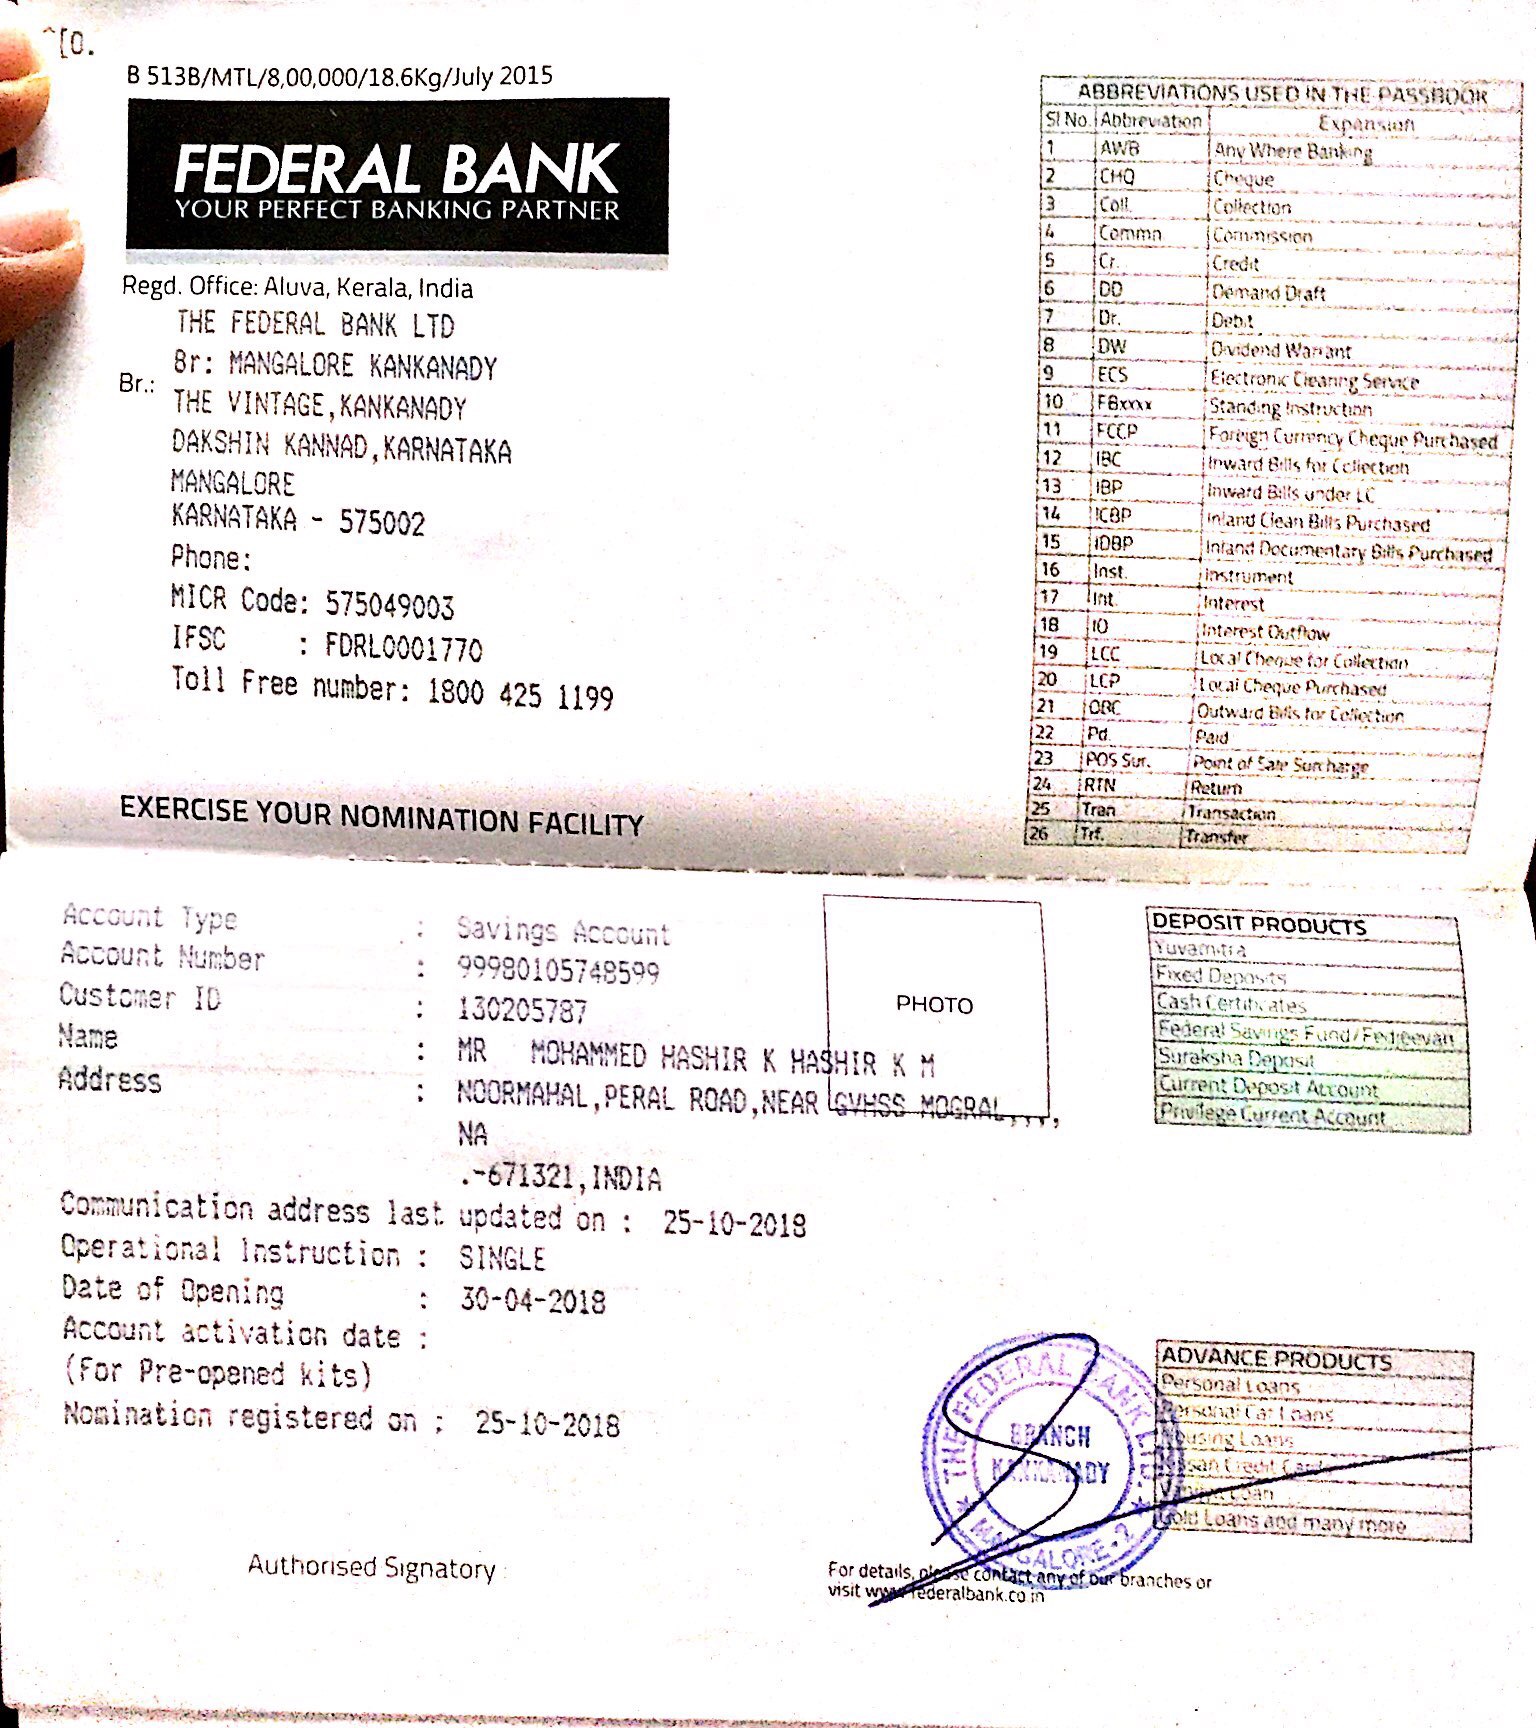 ^[0.
B 513B/MTL/8,00,000/18.6Kg/July 2015
FEDERAL BANK
YOUR PERFECT BANKING PARTNER
Regd. Office: Aluva, Kerala, India
THE FEDERAL BANK LTD
Br: MANGALORE KANKANADY
Br.:
THE VINTAGE,KANKANADY
DAKSHIN KANNAD,KARNATAKA
MANGALORE
KARNATAKA - 575002
Phone:
MICR Code: 575049003
IFSC : FDRL0001770
Toll Free number: 1800 425 1199
EXERCISE YOUR NOMINATION FACILITY
ABBREVIATIONS USED IN THE PASSBOOK
Sl No. Abbreviation Expansion
1 AWB Any Where Banking
2 CHQ Cheque
3 Coll. Collection
4 Commn Commission
5 Cr. Credit
6 DD Demand Draft
7 Dr. Debit
8 DW Dividend Warrant
9 ECS Electronic Clearing Service
10 FBxxxx Standing Instruction
11 FCCP Foreign Currency Cheque Purchased
12 IBC Inward Bills for Collection
13 IBP Inward Bills under LC
14 ICBP Inland Clean Bills Purchased
15 IDBP Inland Documentary Bills Purchased
16 Inst. Instrument
17 Int. Interest
18 IO Interest Outflow
19 LCC Local Cheque for Collection
20 LCP Local Cheque Purchased
21 OBC Outward Bills for Collection
22 Pd. Paid
23 POS Sur. Point of Sale Surcharge
24 RTN Return
25 Tran Transaction
26 Trf. Transfer
Account Type : Savings Account
Account Number : 99980105748599
Customer ID : 130205787
Name : MR MOHAMMED HASHIR K HASHIR K M
Address : NOORMAHAL,PERAL ROAD,NEAR GVHSS MOGRAL,,,,
NA
.-671321,INDIA
Communication address last updated on : 25-10-2018
Operational Instruction : SINGLE
Date of Opening : 30-04-2018
Account activation date :
(For Pre-opened kits)
Nomination registered on : 25-10-2018
PHOTO
DEPOSIT PRODUCTS
Yuvamitra
Fixed Deposits
Cash Certificates
Federal Savings Fund/Fedjeevan
Suraksha Deposit
Current Deposit Account
Privilege Current Account
ADVANCE PRODUCTS
Personal Loans
Personal Car Loans
Housing Loans
Credit Card
Loan
Gold Loans and many more
THE FEDERAL BANK LTD
BRANCH
KANKANADY
MANGALORE-2
Authorised Signatory
For details, please contact any of our branches or
visit www.federalbank.co.in